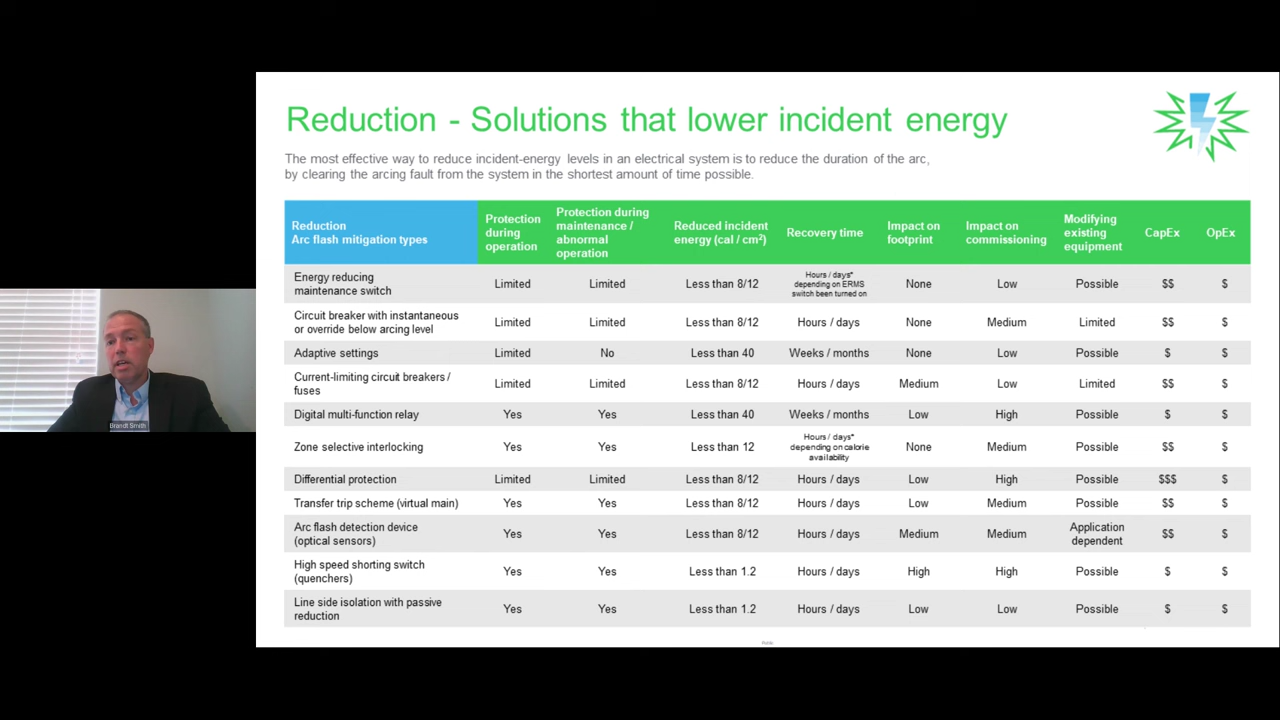 Reduction - Solutions that lower incident energy
The most effective way to reduce incident-energy levels in an electrical system is to reduce the duration of the arc,
by clearing the arcing fault from the system in the shortest amount of time possible.
Reduction
Arc flash mitigation types
Protection
during
operation
Protection during
maintenance /
abnormal
operation
Reduced incident
energy (cal / cm²)
Recovery time
Impact on
footprint
Impact on
commissioning
Modifying
existing
equipment
CapEx
OpEx
Energy reducing
maintenance switch
Limited
Limited
Less than 8/12
Hours / days*
depending on ERMS
switch been turned on
None
Low
Possible
$$
$
Circuit breaker with instantaneous
or override below arcing level
Limited
Limited
Less than 8/12
Hours / days
None
Medium
Limited
$$
$
Adaptive settings
Limited
No
Less than 40
Weeks / months
None
Low
Possible
$
$
Current-limiting circuit breakers /
fuses
Limited
Limited
Less than 8/12
Hours / days
Medium
Low
Limited
$$
$
Digital multi-function relay
Yes
Yes
Less than 40
Weeks / months
Low
High
Possible
$
$
Zone selective interlocking
Yes
Yes
Less than 12
Hours / days*
depending on calorie
availability
None
Medium
Possible
$$
$
Differential protection
Limited
Limited
Less than 8/12
Hours / days
Low
High
Possible
$$$
$
Transfer trip scheme (virtual main)
Yes
Yes
Less than 8/12
Hours / days
Low
Medium
Possible
$$
$
Arc flash detection device
(optical sensors)
Yes
Yes
Less than 8/12
Hours / days
Medium
Medium
Application
dependent
$$
$
High speed shorting switch
(quenchers)
Yes
Yes
Less than 1.2
Hours / days
High
High
Possible
$
$
Line side isolation with passive
reduction
Yes
Yes
Less than 1.2
Hours / days
Low
Low
Possible
$
$
Brandt Smith